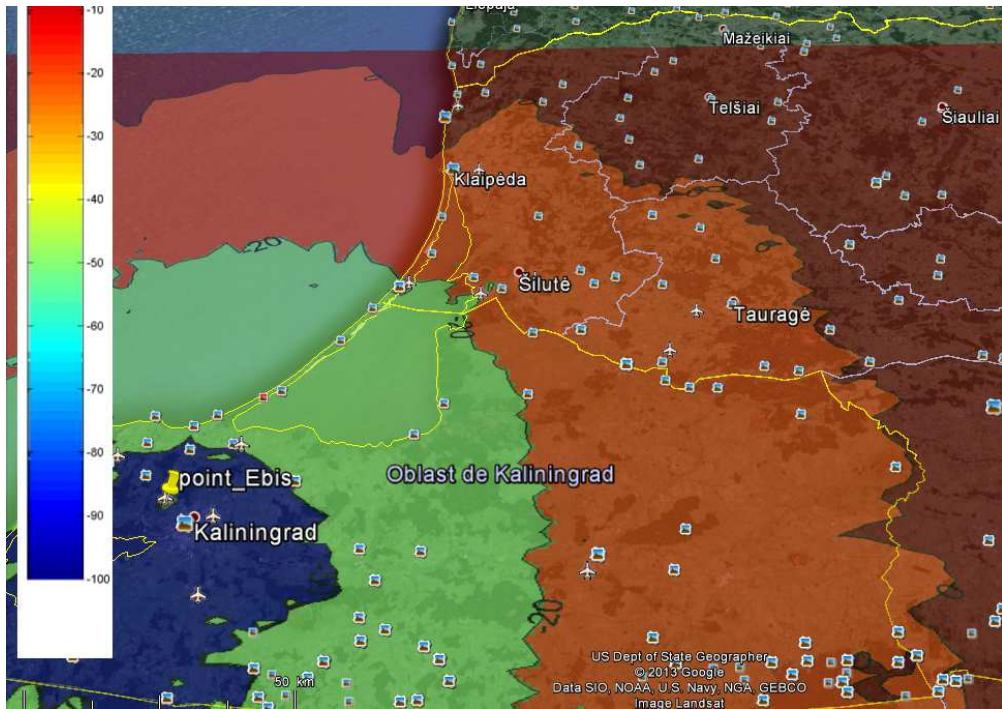 Liepaja
-10
-20
-30
-40
-50
-60
-70
-80
-90
-100
Mažeikiai
Telšiai
Šiauliai
Klaipėda
-20
Šilutė
Tauragė
Oblast de Kaliningrad
point_Ebis
Kaliningrad
-20
50 km
US Dept of State Geographer
© 2013 Google
Data SIO, NOAA, U.S. Navy, NGA, GEBCO
Image Landsat